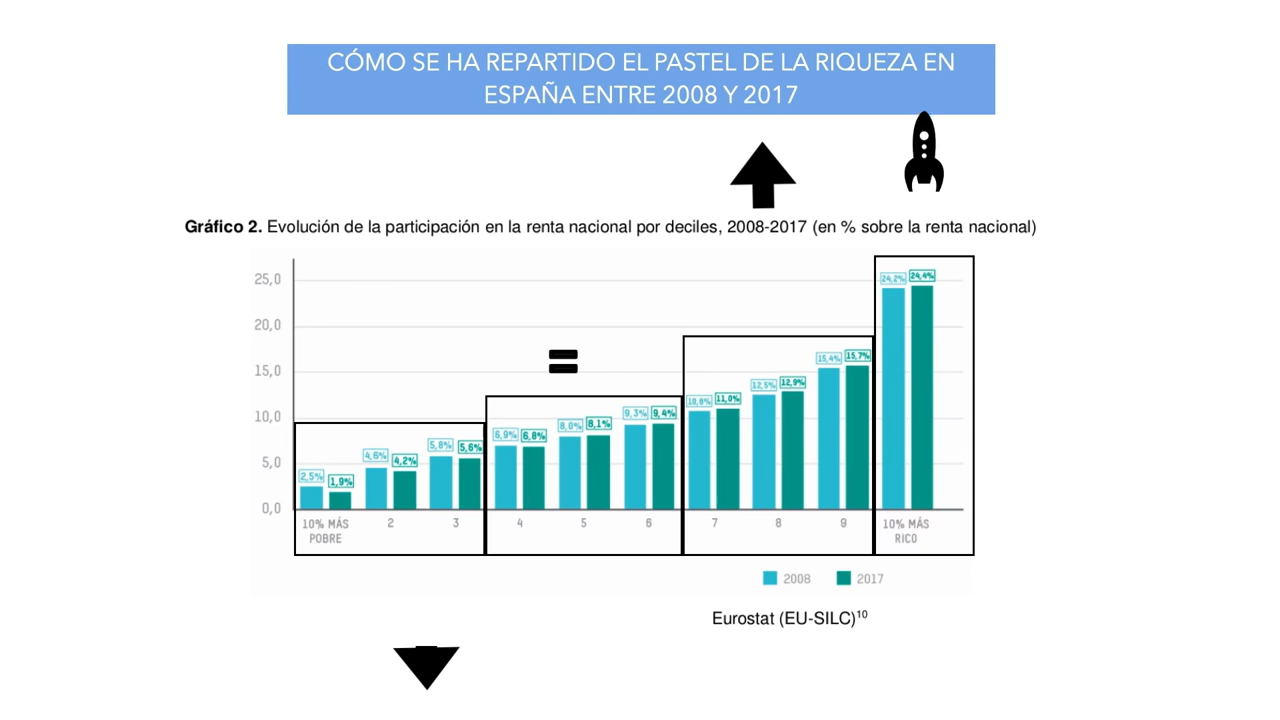 CÓMO SE HA REPARTIDO EL PASTEL DE LA RIQUEZA EN
ESPAÑA ENTRE 2008 Y 2017
Gráfico 2. Evolución de la participación en la renta nacional por deciles, 2008-2017 (en % sobre la renta nacional)
25,0
20,0
15,0
10,0
5,0
0,0
2,5% 1,9%
4,6% 4,2%
5,8% 5,6%
6,9% 6,8%
8,0% 8,1%
9,3% 9,4%
10,8% 11,0%
12,5% 12,9%
15,4% 15,7%
24,2% 24,4%
10% MÁS
POBRE
2 3 4 5 6 7 8 9
10% MÁS
RICO
2008 2017
Eurostat (EU-SILC)10